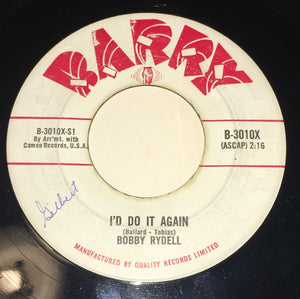 BARRY
B-3010X-S1
By Arr'mt. with
Cameo Records, U.S.A.
B-3010X
(ASCAP) 2:16
Gilbert
I'D DO IT AGAIN
(Ballard - Tobias)
BOBBY RYDELL
MANUFACTURED BY QUALITY RECORDS LIMITED